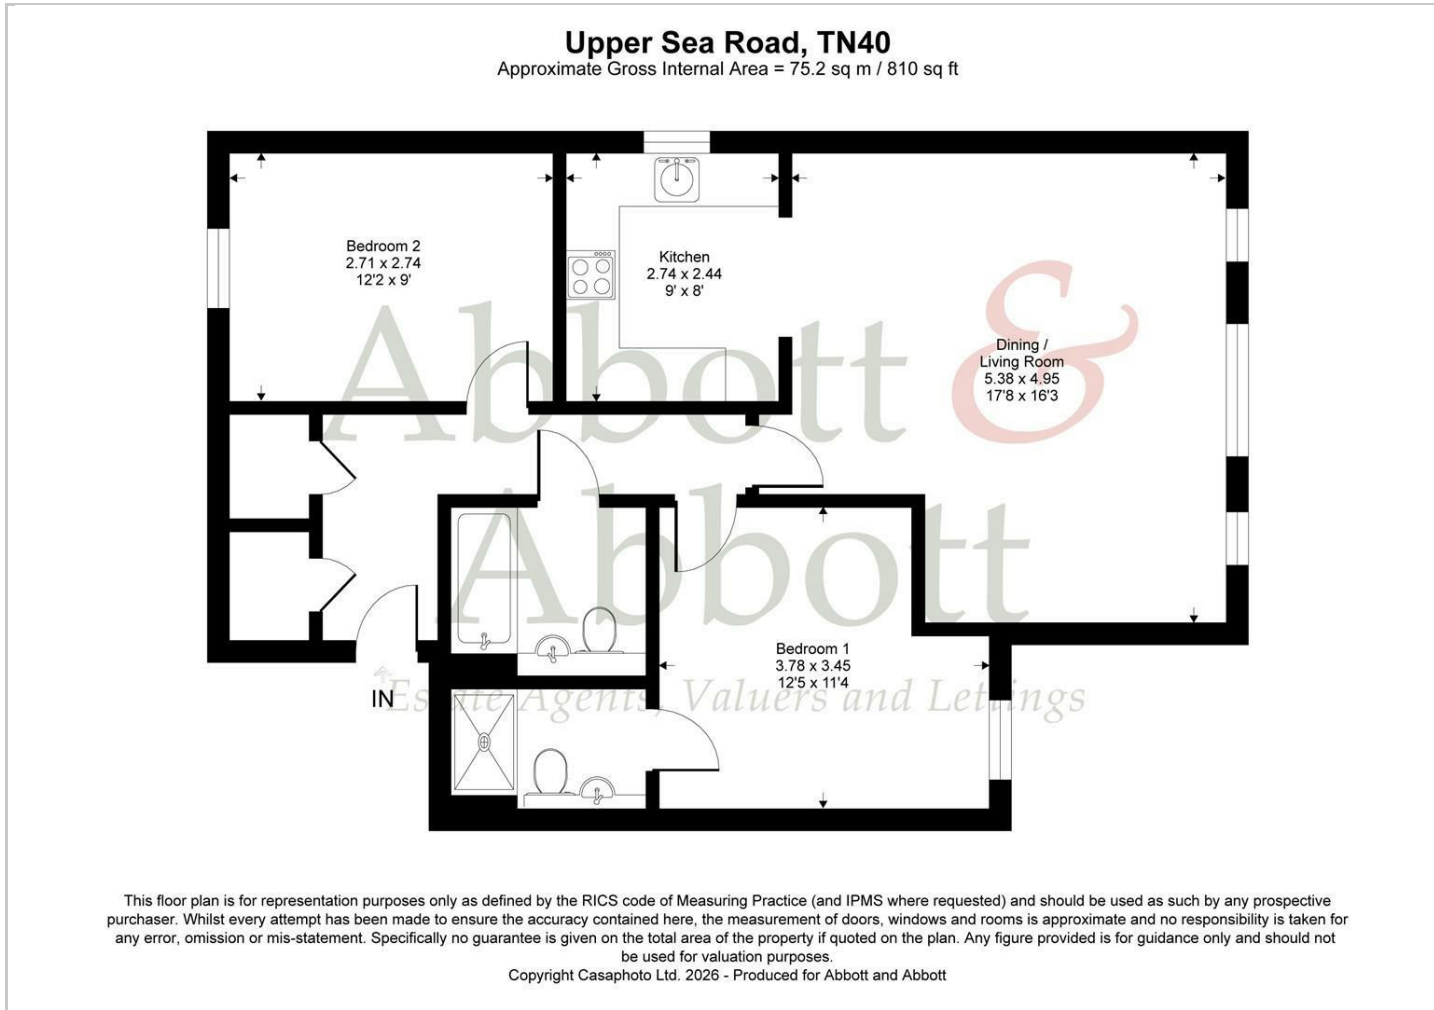 Upper Sea Road, TN40
Approximate Gross Internal Area = 75.2 sq m / 810 sq ft
Bedroom 2
2.71 x 2.74
12'2 x 9'
Kitchen
2.74 x 2.44
9' x 8'
Dining /
Living Room
5.38 x 4.95
17'8 x 16'3
Abbott &
Abbott
Bedroom 1
3.78 x 3.45
12'5 x 11'4
IN
Estate Agents, Valuers and Lettings
This floor plan is for representation purposes only as defined by the RICS code of Measuring Practice (and IPMS where requested) and should be used as such by any prospective
purchaser. Whilst every attempt has been made to ensure the accuracy contained here, the measurement of doors, windows and rooms is approximate and no responsibility is taken for
any error, omission or mis-statement. Specifically no guarantee is given on the total area of the property if quoted on the plan. Any figure provided is for guidance only and should not
be used for valuation purposes.
Copyright Casaphoto Ltd. 2026 - Produced for Abbott and Abbott